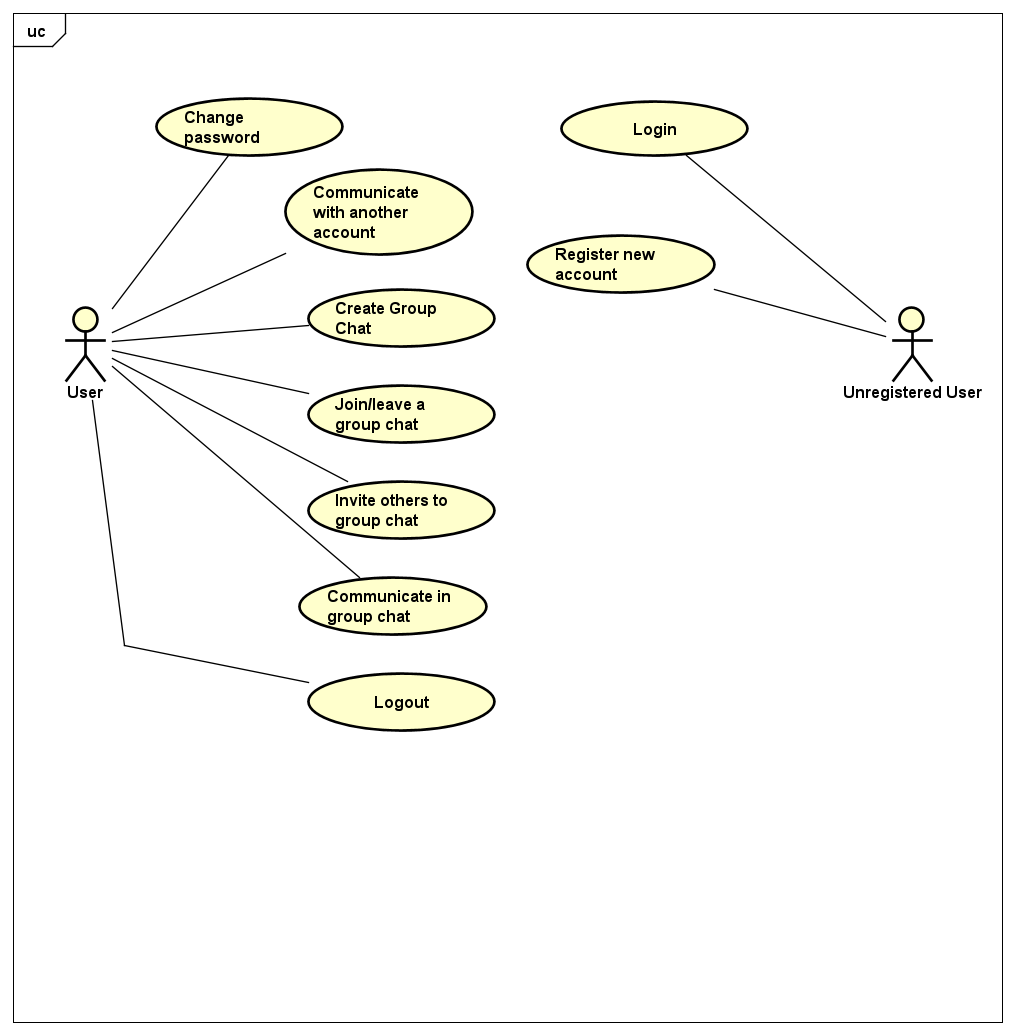 uc
Change
password
Login
Communicate
with another
account
Register new
account
Create Group
Chat
User
Unregistered User
Join/leave a
group chat
Invite others to
group chat
Communicate in
group chat
Logout